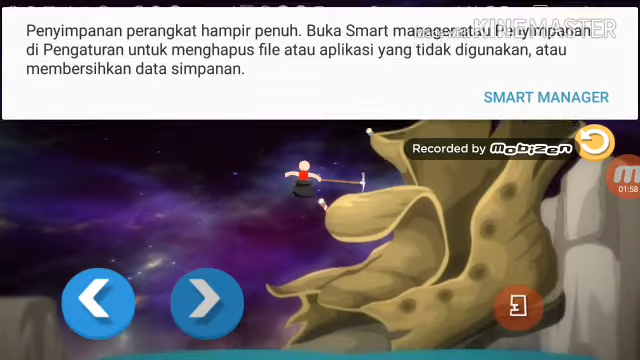 KINEMASTER
Penyimpanan perangkat hampir penuh. Buka Smart manager atau Penyimpanan
di Pengaturan untuk menghapus file atau aplikasi yang tidak digunakan, atau
membersihkan data simpanan.
SMART MANAGER
Recorded by mobizen
1:58